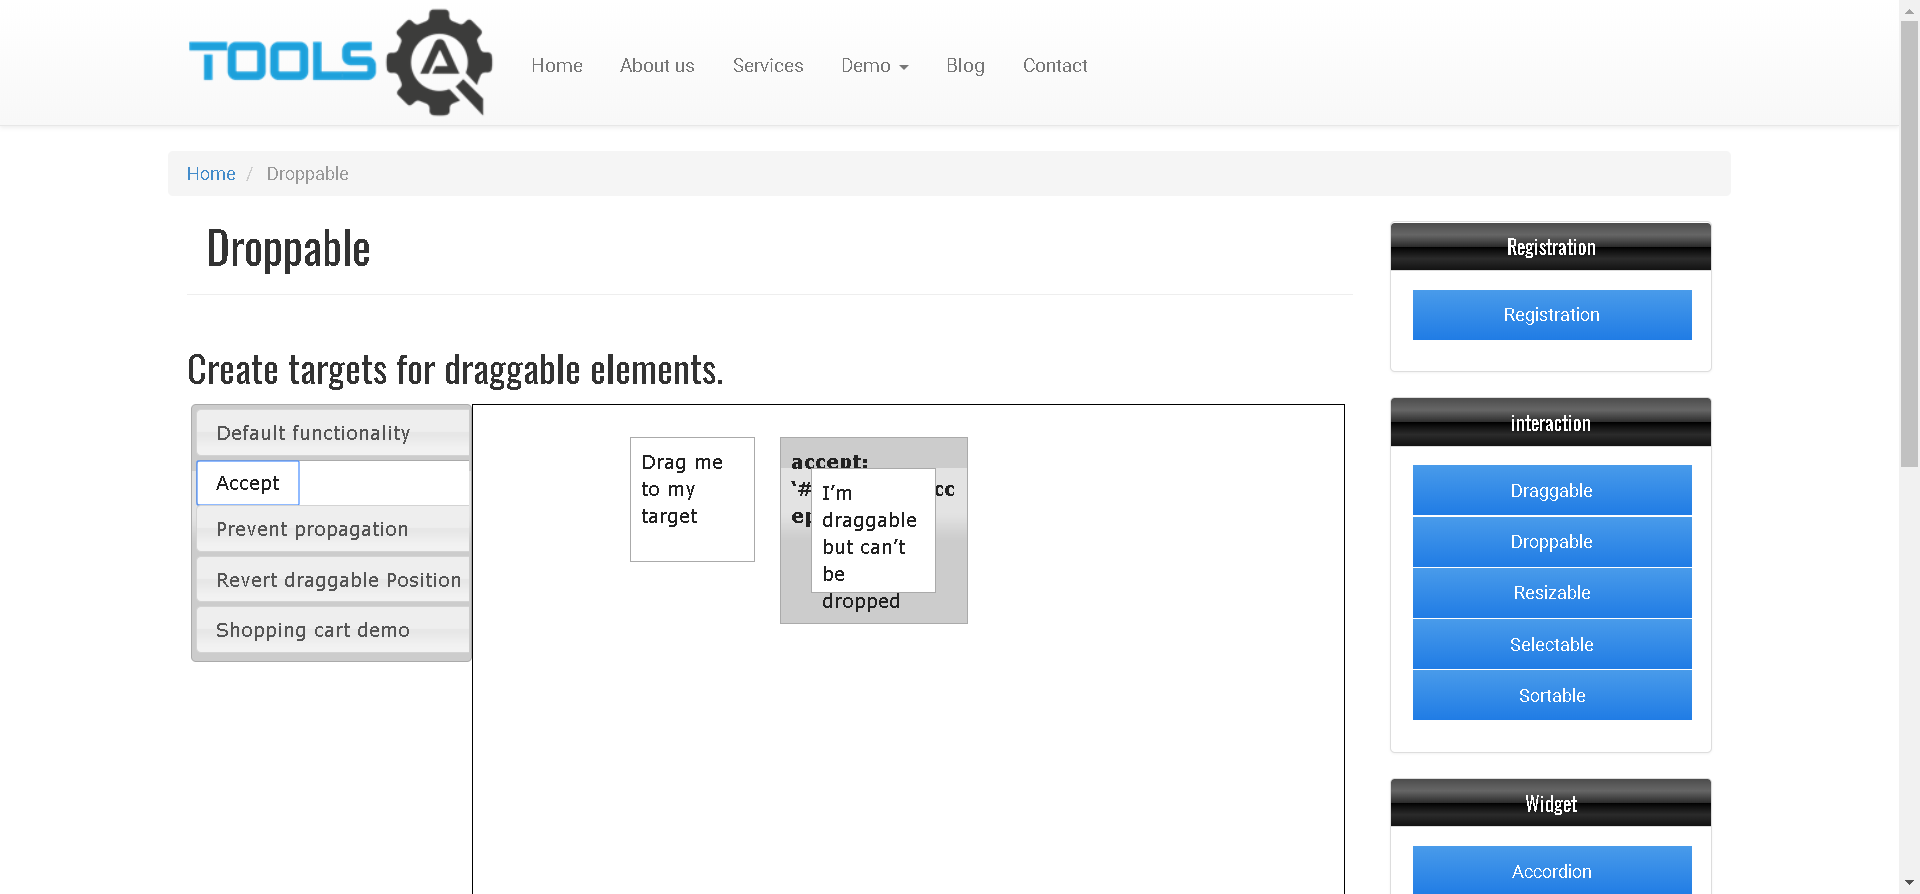 TOOLS QA
Home
About us
Services
Demo
Blog
Contact
Home / Droppable
Droppable
Create targets for draggable elements.
Default functionality
Accept
Prevent propagation
Revert draggable Position
Shopping cart demo
Drag me
to my
target
accept:
‘# cc
ep
I’m
draggable
but can’t
be
dropped
Registration
Registration
interaction
Draggable
Droppable
Resizable
Selectable
Sortable
Widget
Accordion